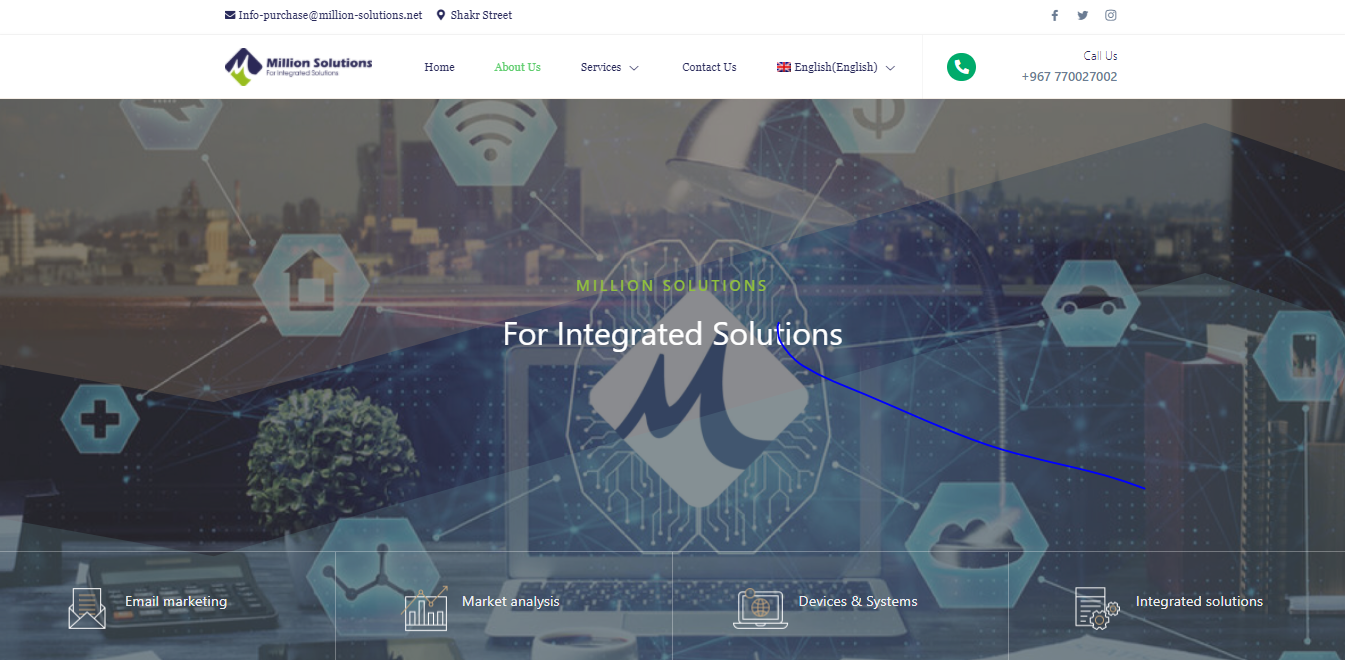 Info-purchase@million-solutions.net Shakr Street
Million Solutions
For Integrated Solutions
Home About Us Services Contact Us English(English)
Call Us
+967 770027002
MILLION SOLUTIONS
For Integrated Solutions
Email marketing Market analysis Devices & Systems Integrated solutions